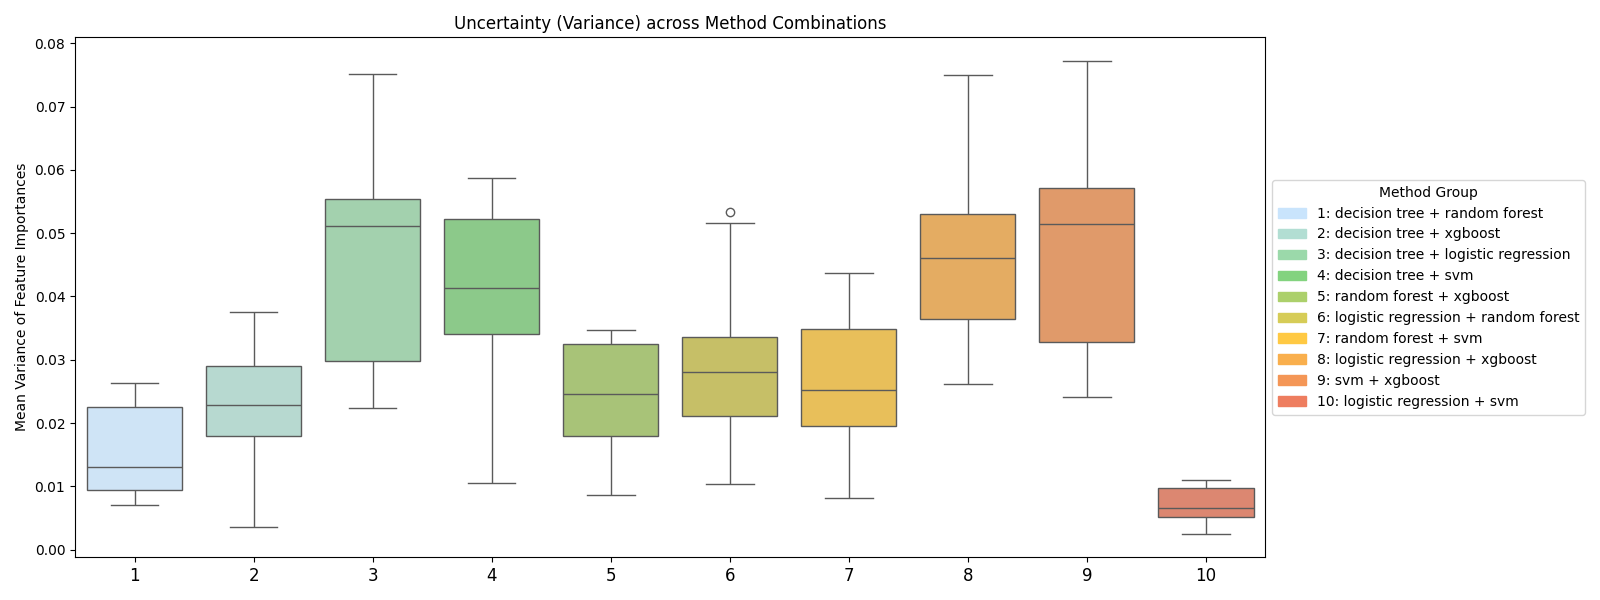 Uncertainty (Variance) across Method Combinations
Mean Variance of Feature Importances
0.08
0.07
0.06
0.05
0.04
0.03
0.02
0.01
0.00
1 2 3 4 5 6 7 8 9 10
Method Group
1: decision tree + random forest
2: decision tree + xgboost
3: decision tree + logistic regression
4: decision tree + svm
5: random forest + xgboost
6: logistic regression + random forest
7: random forest + svm
8: logistic regression + xgboost
9: svm + xgboost
10: logistic regression + svm